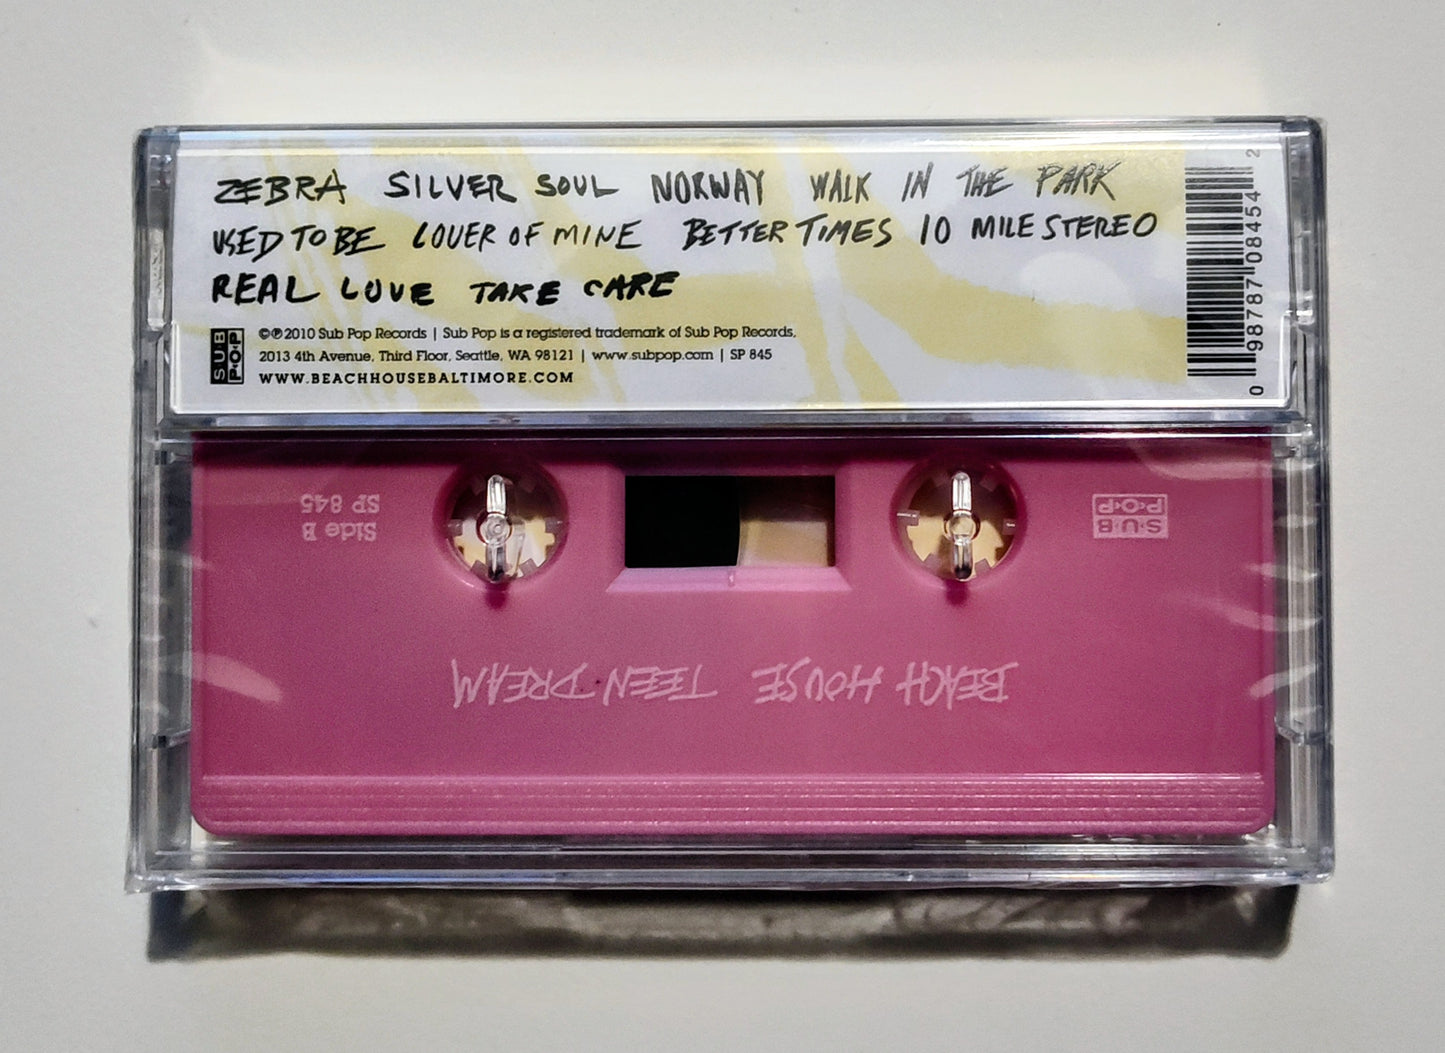 ZEBRA SILVER SOUL NORWAY WALK IN THE PARK
USED TO BE LOVER OF MINE BETTER TIMES 10 MILE STEREO
REAL LOVE TAKE CARE
SUB POP
©℗ 2010 Sub Pop Records | Sub Pop is a registered trademark of Sub Pop Records,
2013 4th Avenue, Third Floor, Seattle, WA 98121 | www.subpop.com | SP 845
WWW.BEACHHOUSEBALTIMORE.COM
0 98787 08454 2
Side B
SP 845
SUB
POP
BEACH HOUSE TEEN DREAM